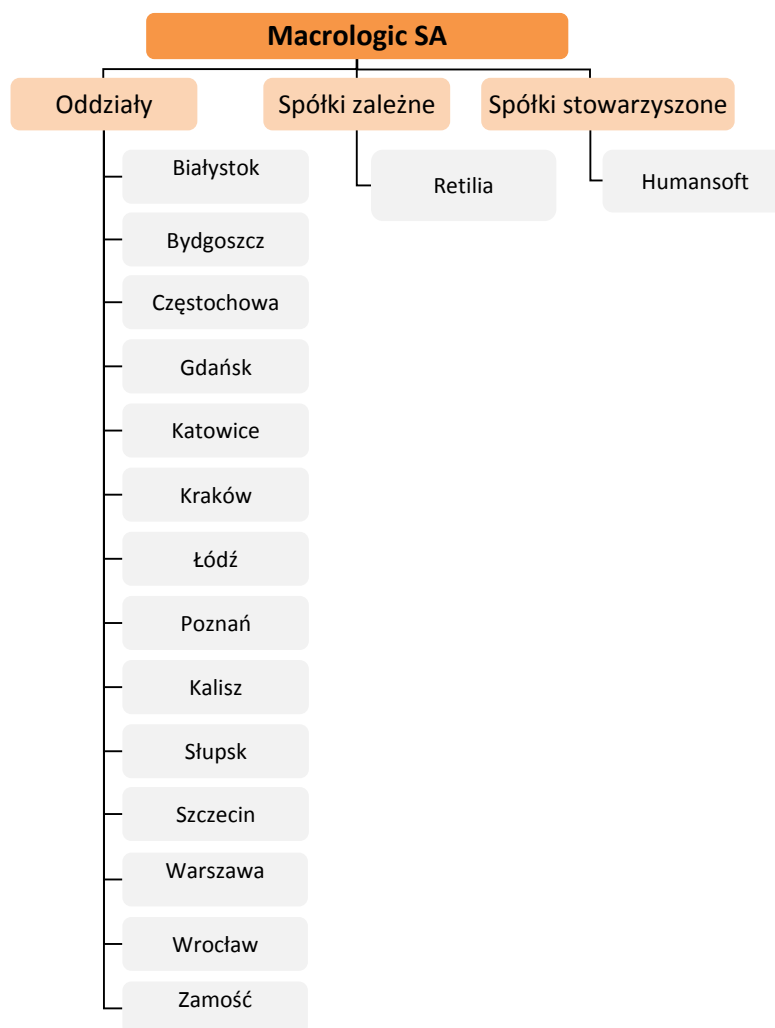 Macrologic SA
Oddziały
Spółki zależne
Spółki stowarzyszone
Białystok
Retilia
Humansoft
Bydgoszcz
Częstochowa
Gdańsk
Katowice
Kraków
Łódź
Poznań
Kalisz
Słupsk
Szczecin
Warszawa
Wrocław
Zamość